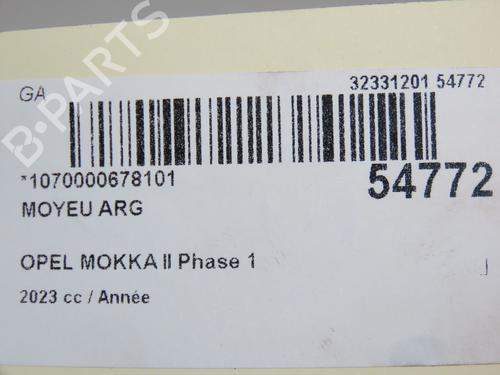 B-PARTS
GA
32331201 54772
*1070000678101
54772
MOYEU ARG
OPEL MOKKA II Phase 1
2023 cc / Année